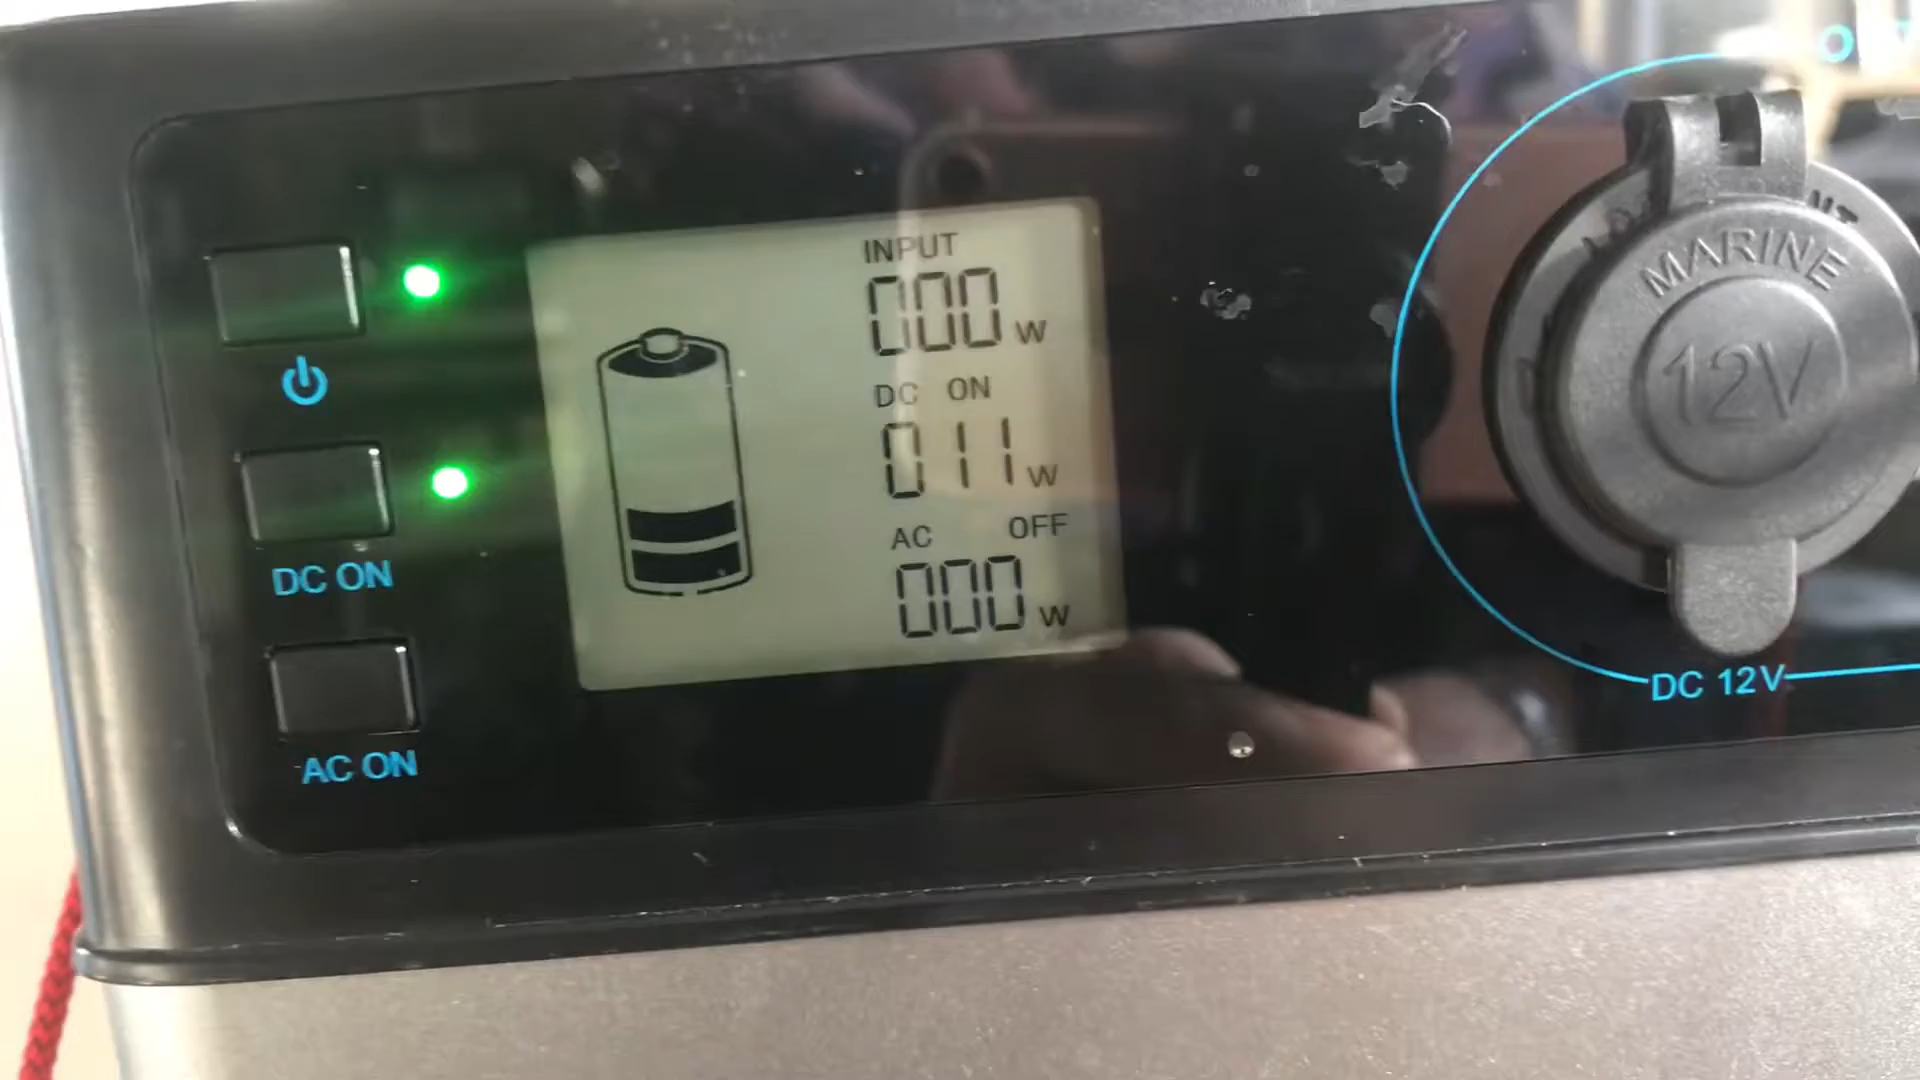 INPUT
000 W
DC ON
011 W
AC OFF
000 W
DC ON
AC ON
MARINE
12V
DC 12V